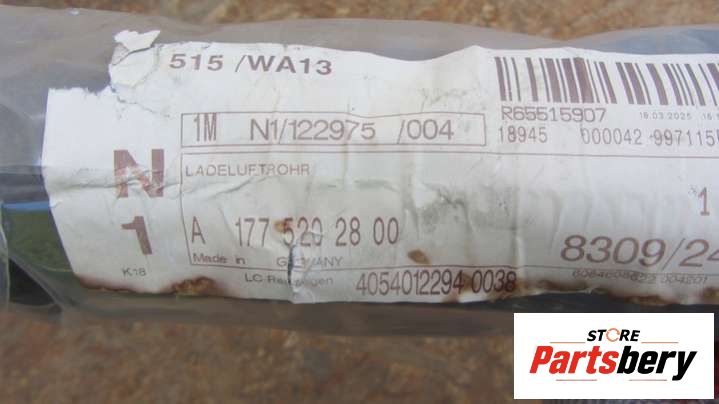 515 /WA13
R65515907
18.03.2025
1M N1/122975 /004
18945 000042
LADELUFTROHR
N
1
1
A 177 520 28 00
8309/24
Made in GERMANY
K18
LC 4054012294 0038
STORE
Partsbery